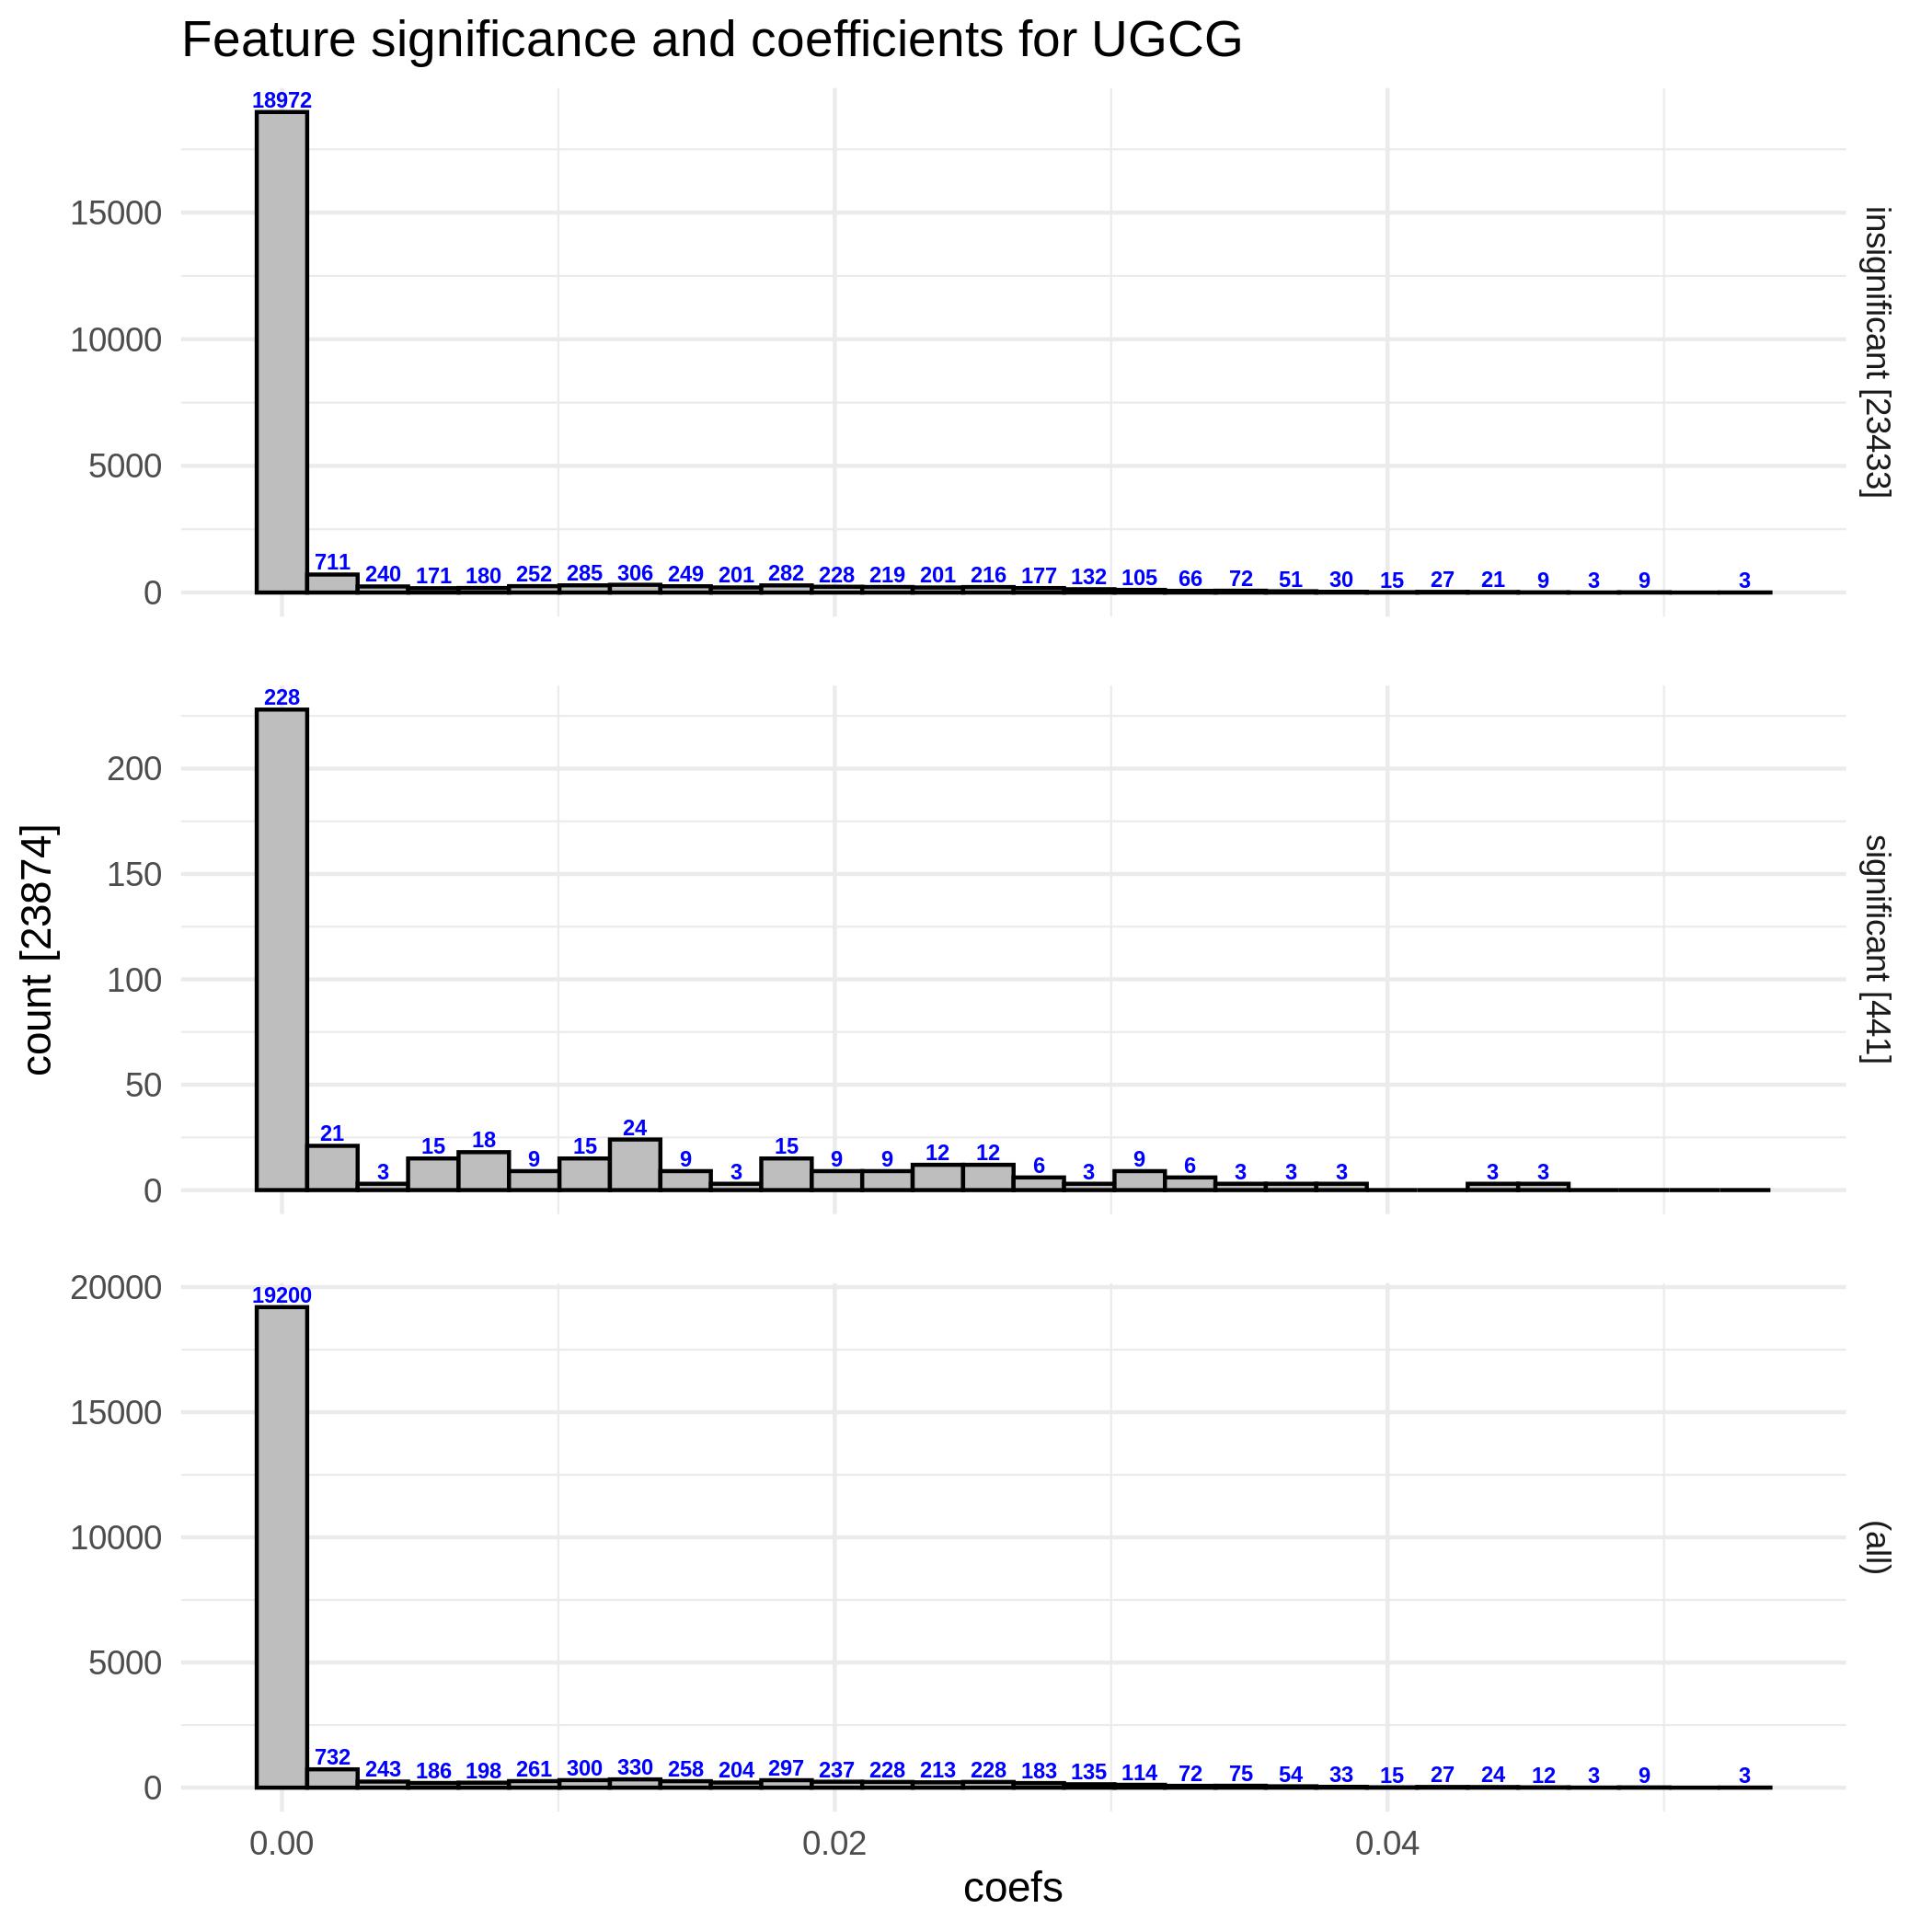 Feature significance and coefficients for UGCG
18972
15000
10000
5000
0
711 240 171 180 252 285 306 249 201 282 228 219 201 216 177 132 105 66 72 51 30 15 27 21 9 3 9 3
insignificant [23433]
228
200
150
100
50
0
21 3 15 18 9 15 24 9 3 15 9 9 12 12 6 3 9 6 3 3 3 3 3
significant [441]
count [23874]
20000
19200
15000
10000
5000
0
732 243 186 198 261 300 330 258 204 297 237 228 213 228 183 135 114 72 75 54 33 15 27 24 12 3 9 3
(all)
0.00 0.02 0.04
coefs